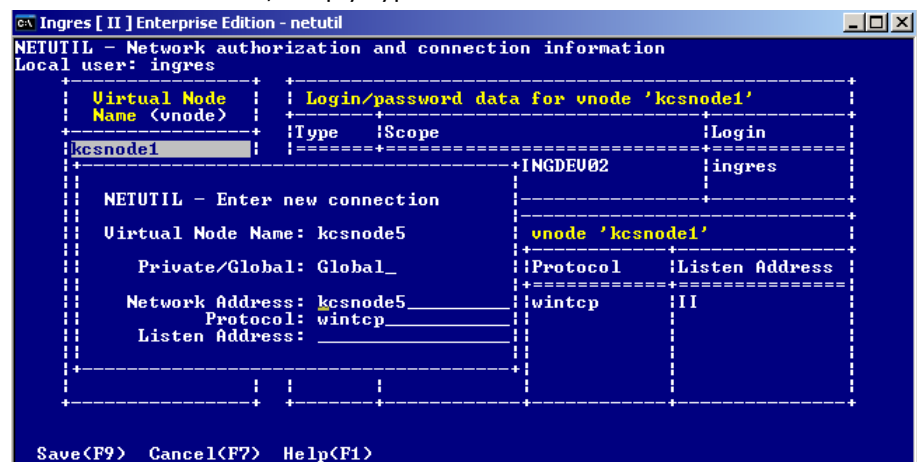 Ingres [ II ] Enterprise Edition - netutil
NETUTIL - Network authorization and connection information
Local user: ingres
Virtual Node
Name (vnode)
Login/password data for vnode 'kcsnode1'
Type Scope Login
kcsnode1
INGDEV02 ingres
NETUTIL - Enter new connection
Virtual Node Name: kcsnode5
vnode 'kcsnode1'
Private/Global: Global_
Protocol Listen Address
Network Address: kcsnode5
wintcp II
Protocol: wintcp
Listen Address:
Save(F9) Cancel(F7) Help(F1)